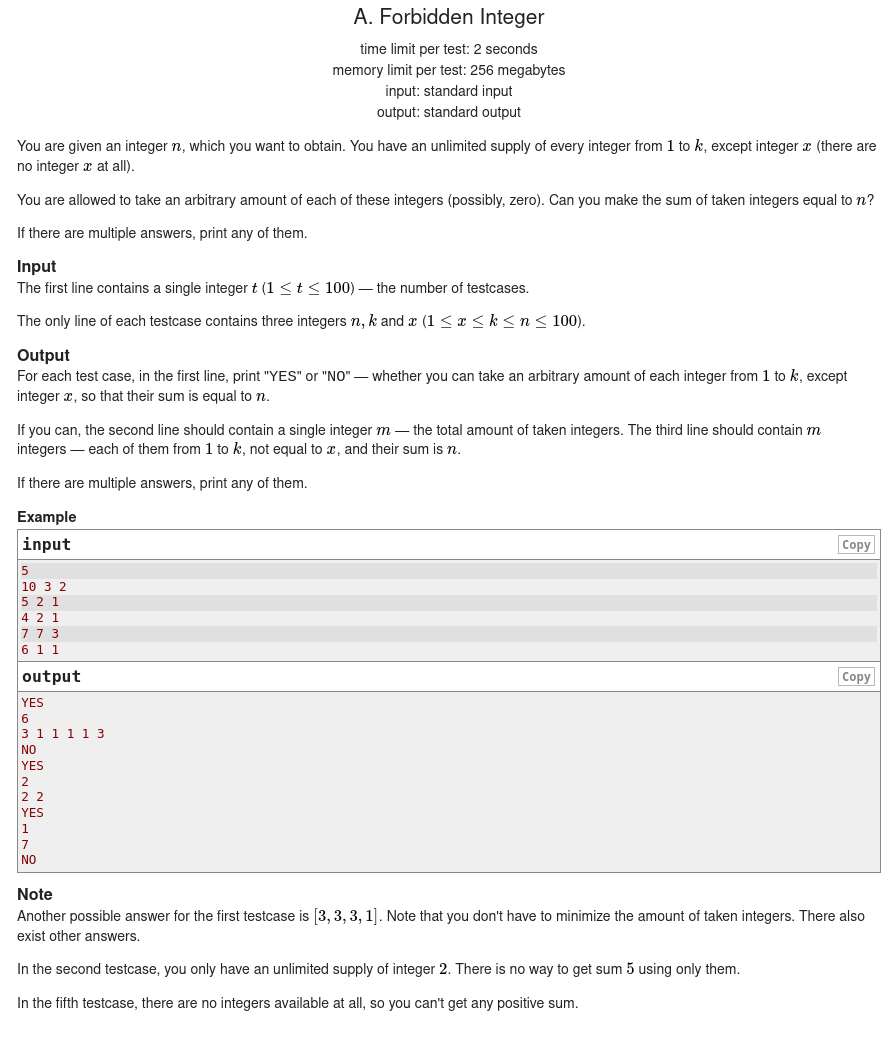 A. Forbidden Integer
time limit per test: 2 seconds
memory limit per test: 256 megabytes
input: standard input
output: standard output
You are given an integer n, which you want to obtain. You have an unlimited supply of every integer from 1 to k, except integer x (there are
no integer x at all).
You are allowed to take an arbitrary amount of each of these integers (possibly, zero). Can you make the sum of taken integers equal to n?
If there are multiple answers, print any of them.
Input
The first line contains a single integer t (1 ≤ t ≤ 100) — the number of testcases.
The only line of each testcase contains three integers n, k and x (1 ≤ x ≤ k ≤ n ≤ 100).
Output
For each test case, in the first line, print "YES" or "NO" — whether you can take an arbitrary amount of each integer from 1 to k, except
integer x, so that their sum is equal to n.
If you can, the second line should contain a single integer m — the total amount of taken integers. The third line should contain m
integers — each of them from 1 to k, not equal to x, and their sum is n.
If there are multiple answers, print any of them.
Example
input Copy
5
10 3 2
5 2 1
4 2 1
7 7 3
6 1 1
output Copy
YES
6
3 1 1 1 1 3
NO
YES
2
2 2
YES
1
7
NO
Note
Another possible answer for the first testcase is [3, 3, 3, 1]. Note that you don't have to minimize the amount of taken integers. There also
exist other answers.
In the second testcase, you only have an unlimited supply of integer 2. There is no way to get sum 5 using only them.
In the fifth testcase, there are no integers available at all, so you can't get any positive sum.